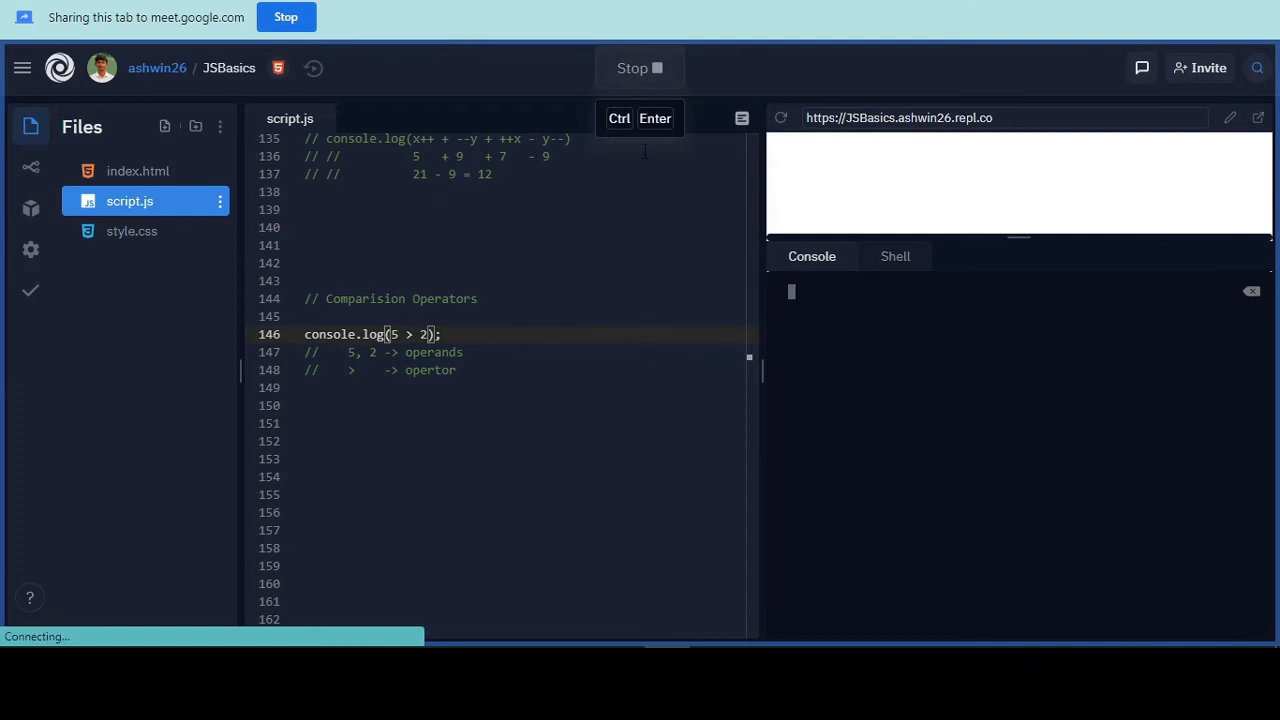 Sharing this tab to meet.google.com Stop
ashwin26 / JSBasics Stop Invite
Files
index.html
script.js
style.css
script.js Ctrl Enter
135 // console.log(x++ + --y + ++x - y--)
136 // // 5 + 9 + 7 - 9
137 // // 21 - 9 = 12
138
139
140
141
142
143
144 // Comparision Operators
145
146 console.log(5 > 2);
147 // 5, 2 -> operands
148 // > -> opertor
149
150
151
152
153
154
155
156
157
158
159
160
161
162
https://JSBasics.ashwin26.repl.co
Console Shell
?
Connecting...